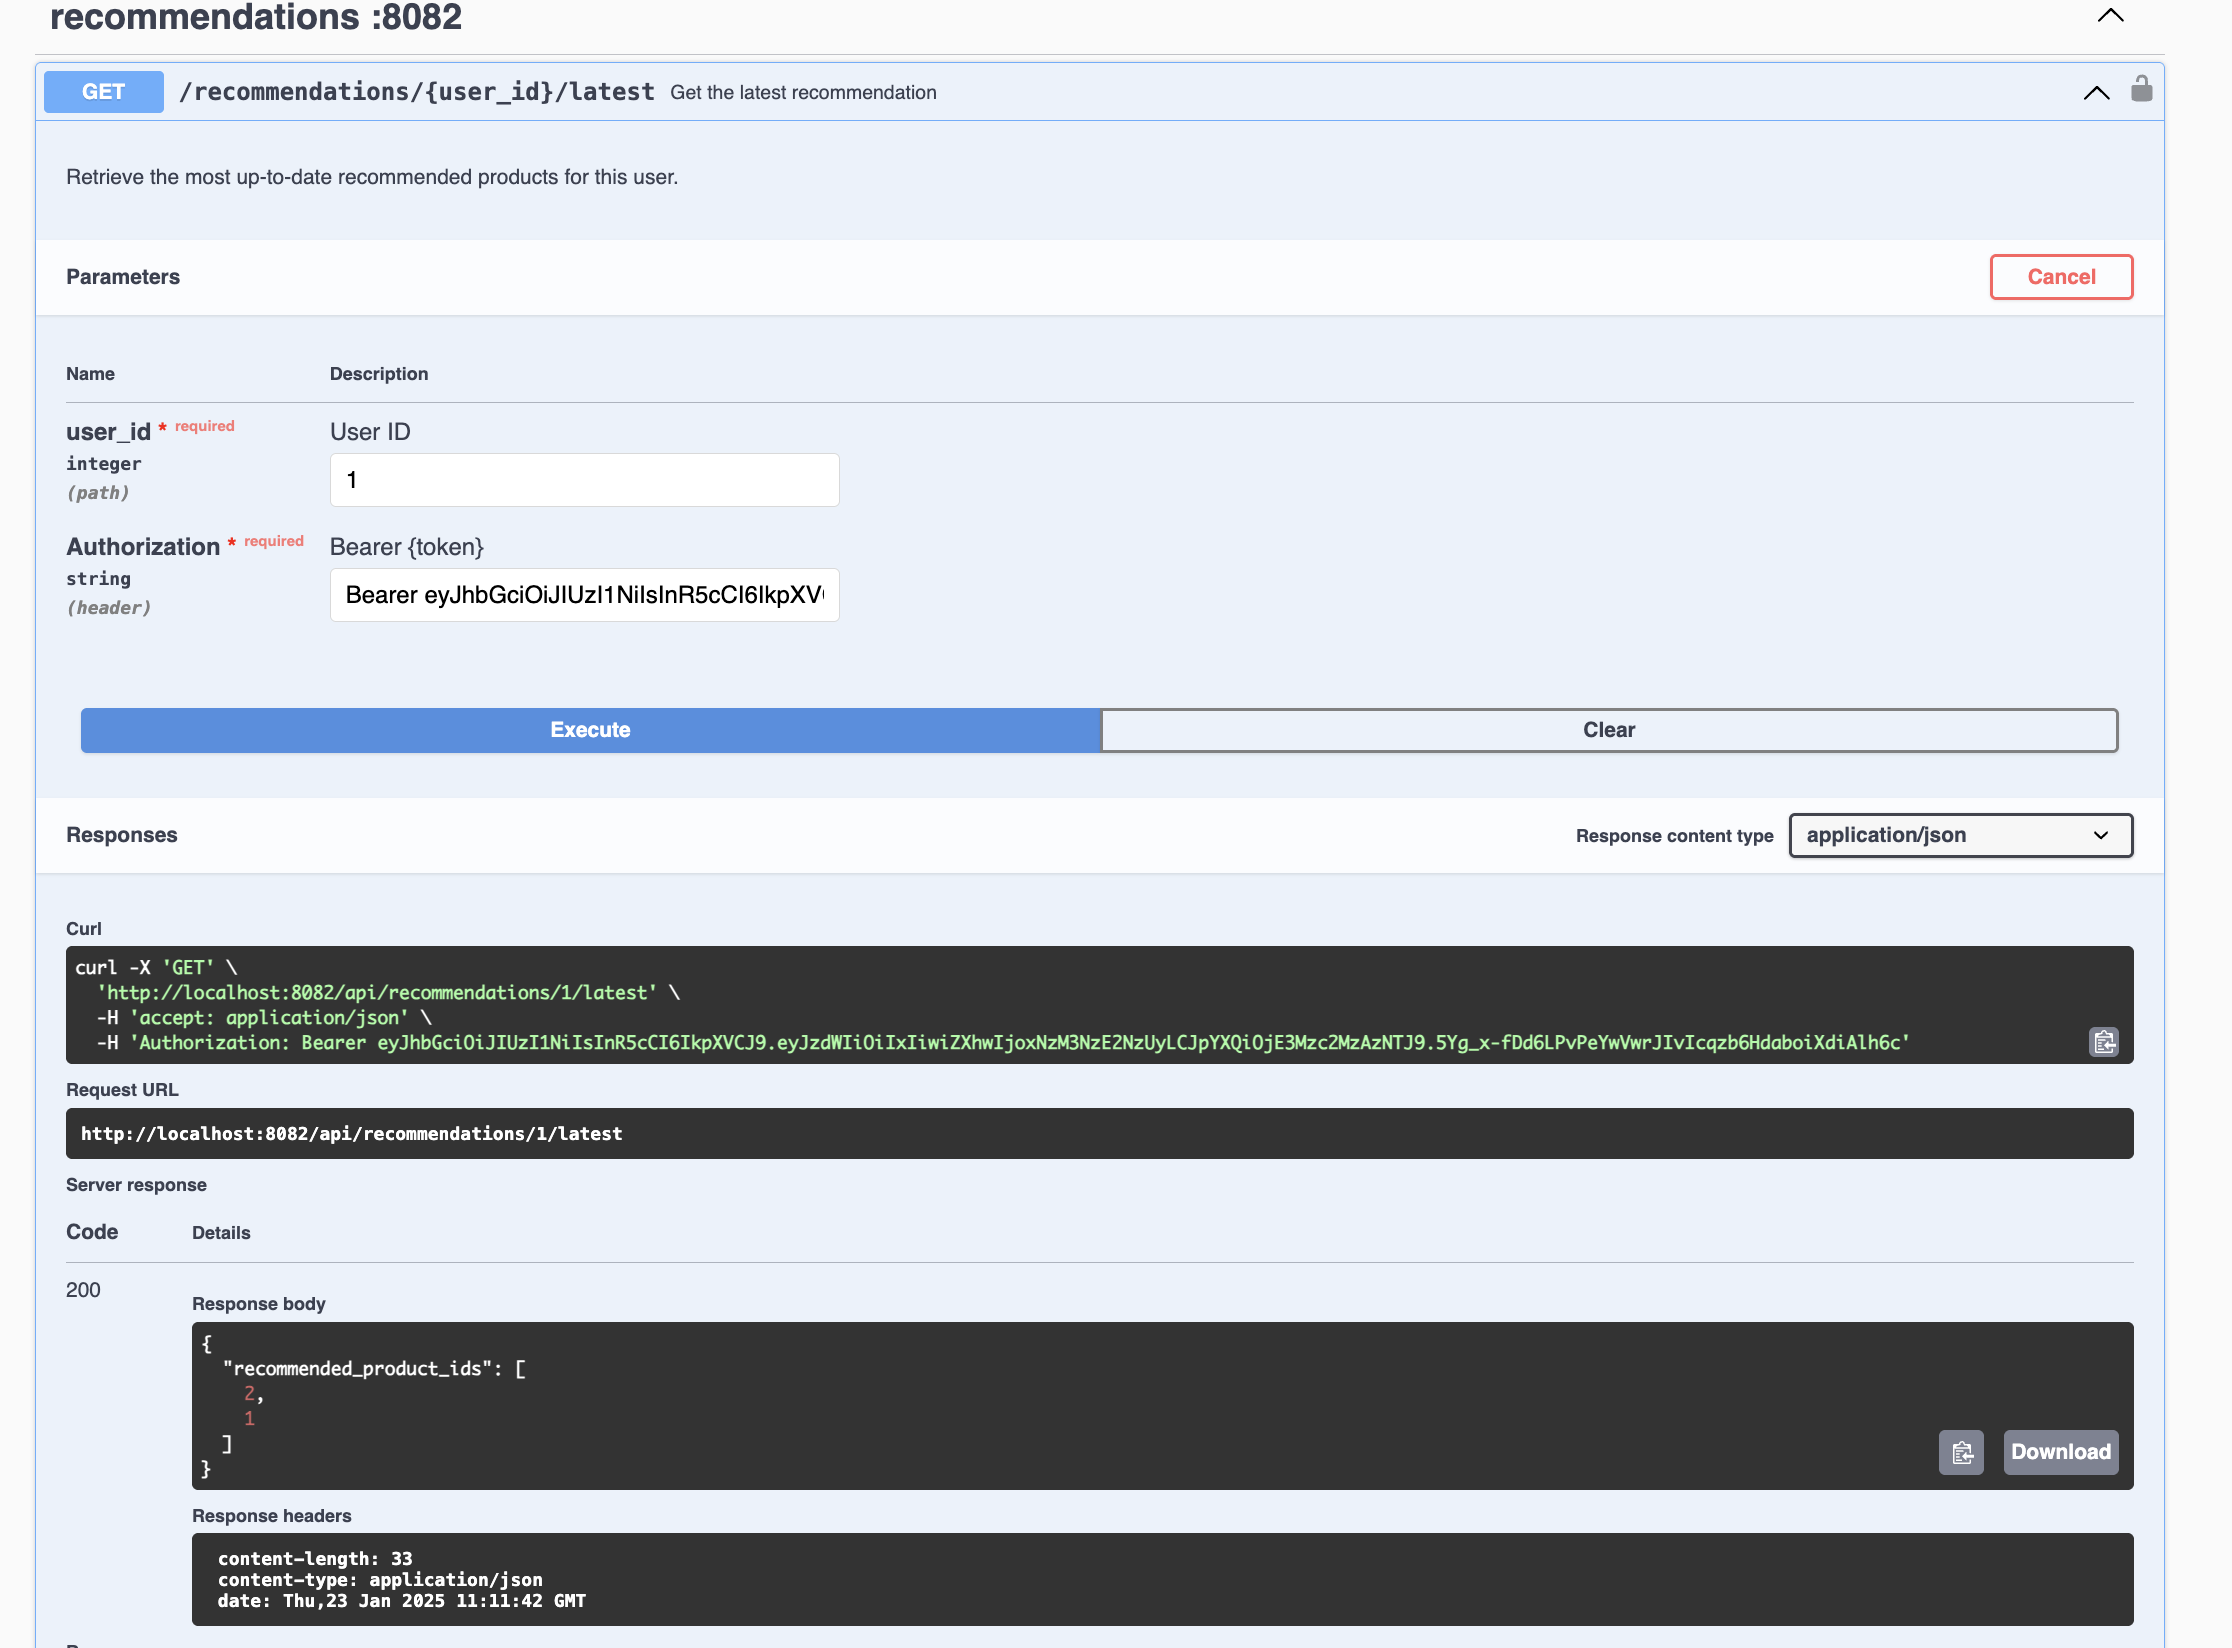 recommendations :8082
GET /recommendations/{user_id}/latest Get the latest recommendation
Retrieve the most up-to-date recommended products for this user.
Parameters
Cancel
Name Description
user_id * required
integer
(path)
User ID
1
Authorization * required
string
(header)
Bearer {token}
Bearer eyJhbGciOiJIUzI1NiIsInR5cCI6IkpXV
Execute
Clear
Responses
Response content type
application/json
Curl
curl -X 'GET' \
'http://localhost:8082/api/recommendations/1/latest' \
-H 'accept: application/json' \
-H 'Authorization: Bearer eyJhbGciOiJIUzI1NiIsInR5cCI6IkpXVCJ9.eyJzdWIiOiIxIiwiZXhwIjoxNzM3NzE2NzUyLCJpYXQiOjE3Mzc2MzAzNTJ9.5Yg_x-fDd6LPvPeYwVwrJIvIcqzb6HdaboiXdiAlh6c'
Request URL
http://localhost:8082/api/recommendations/1/latest
Server response
Code Details
200
Response body
{
"recommended_product_ids": [
2,
1
]
}
Download
Response headers
content-length: 33
content-type: application/json
date: Thu,23 Jan 2025 11:11:42 GMT